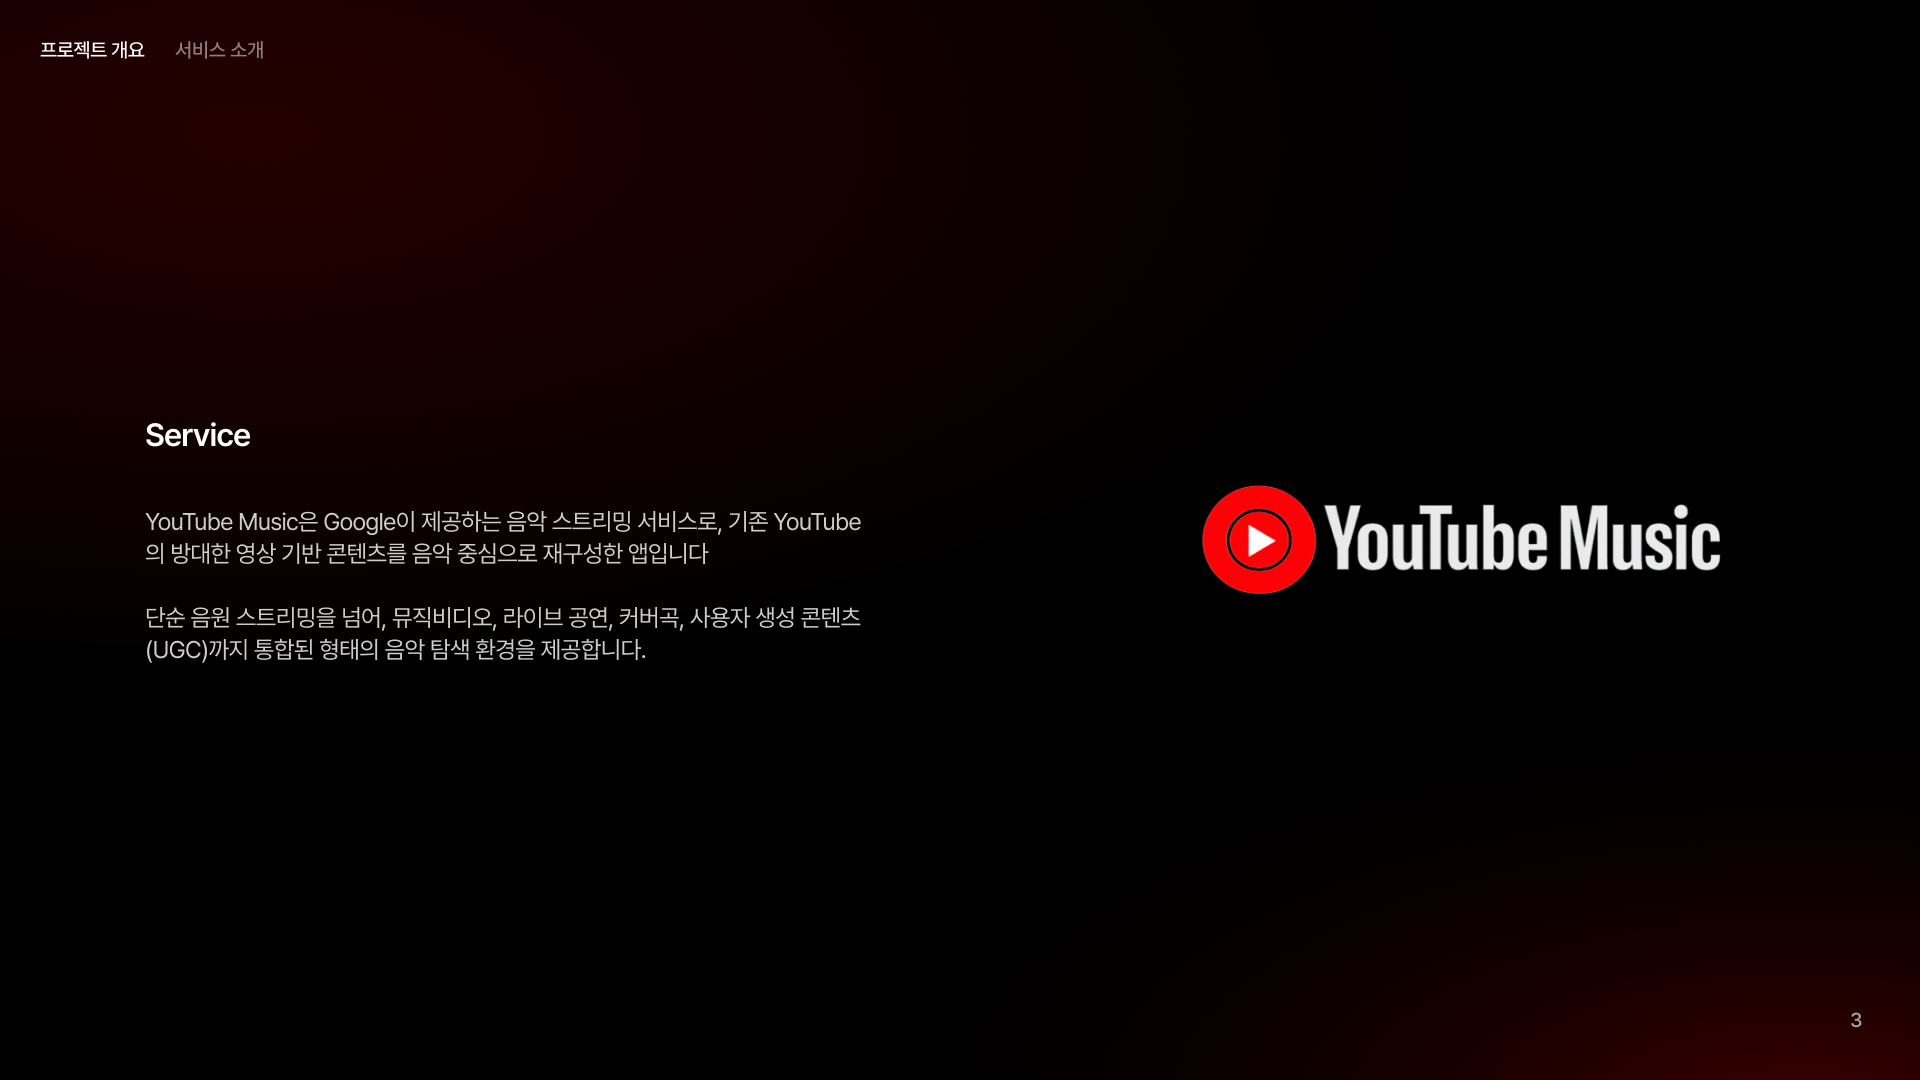 프로젝트 개요
서비스 소개
Service
YouTube Music은 Google이 제공하는 음악 스트리밍 서비스로, 기존 YouTube
의 방대한 영상 기반 콘텐츠를 음악 중심으로 재구성한 앱입니다
단순 음원 스트리밍을 넘어, 뮤직비디오, 라이브 공연, 커버곡, 사용자 생성 콘텐츠
(UGC)까지 통합된 형태의 음악 탐색 환경을 제공합니다.
YouTube Music
3